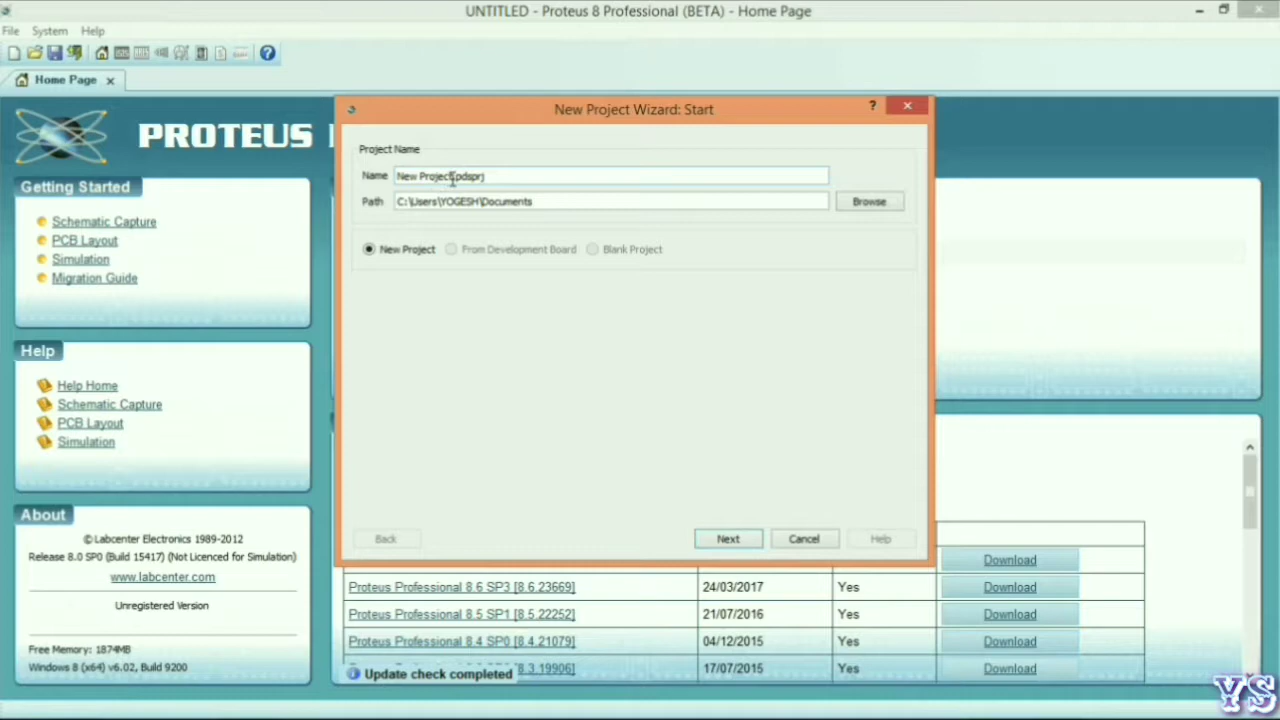 UNTITLED - Proteus 8 Professional (BETA) - Home Page
File System Help
Home Page
PROTEUS
New Project Wizard: Start
Project Name
Name New Project.pdsprj
Path C:\Users\YOGESH\Documents Browse
New Project From Development Board Blank Project
Back Next Cancel Help
Getting Started
Schematic Capture
PCB Layout
Simulation
Migration Guide
Help
Help Home
Schematic Capture
PCB Layout
Simulation
About
©Labcenter Electronics 1989-2012
Release 8.0 SP0 (Build 15417) (Not Licenced for Simulation)
www.labcenter.com
Unregistered Version
Free Memory: 1874MB
Windows 8 (x64) v6.02, Build 9200
Download
Proteus Professional 8.6 SP3 [8.6.23669] 24/03/2017 Yes Download
Proteus Professional 8.5 SP1 [8.5.22252] 21/07/2016 Yes Download
Proteus Professional 8.4 SP0 [8.4.21079] 04/12/2015 Yes Download
[8.3.19906] 17/07/2015 Yes Download
Update check completed
YS